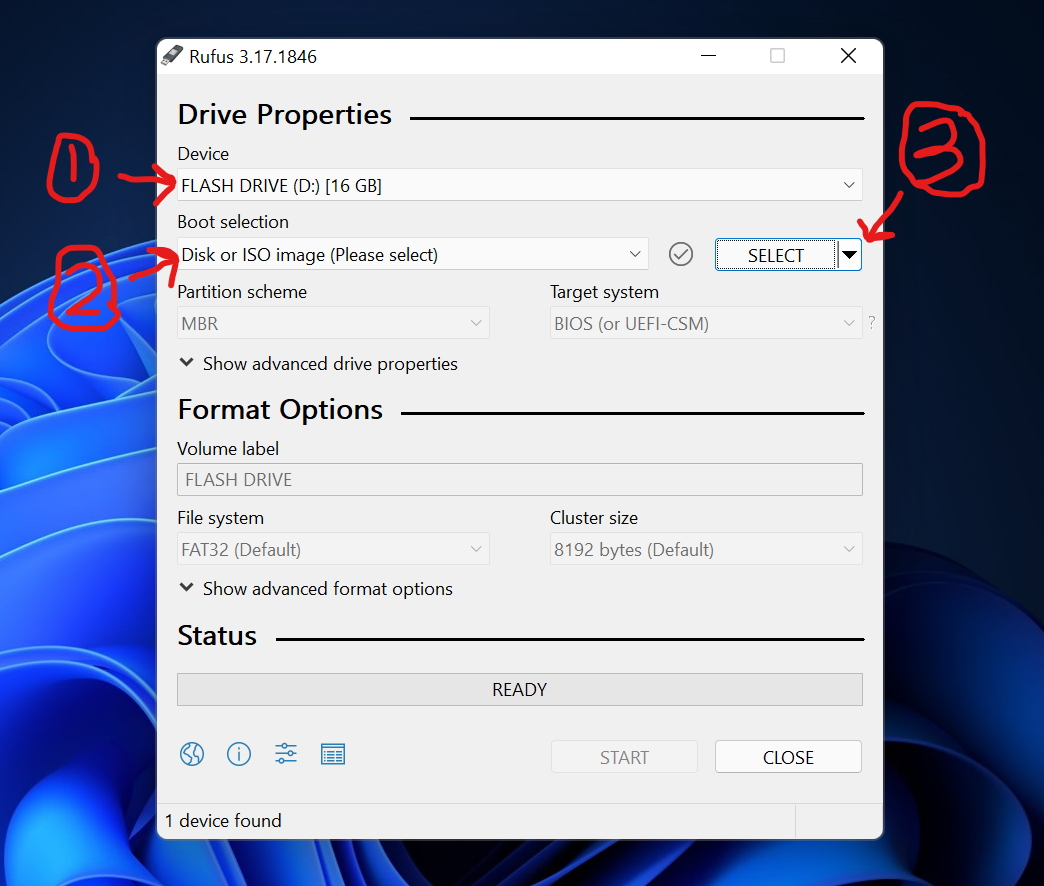 Rufus 3.17.1846
Drive Properties
1
Device
3
FLASH DRIVE (D:) [16 GB]
Boot selection
2
Disk or ISO image (Please select)
SELECT
Partition scheme
Target system
MBR
BIOS (or UEFI-CSM)
?
Show advanced drive properties
Format Options
Volume label
FLASH DRIVE
File system
Cluster size
FAT32 (Default)
8192 bytes (Default)
Show advanced format options
Status
READY
START
CLOSE
1 device found